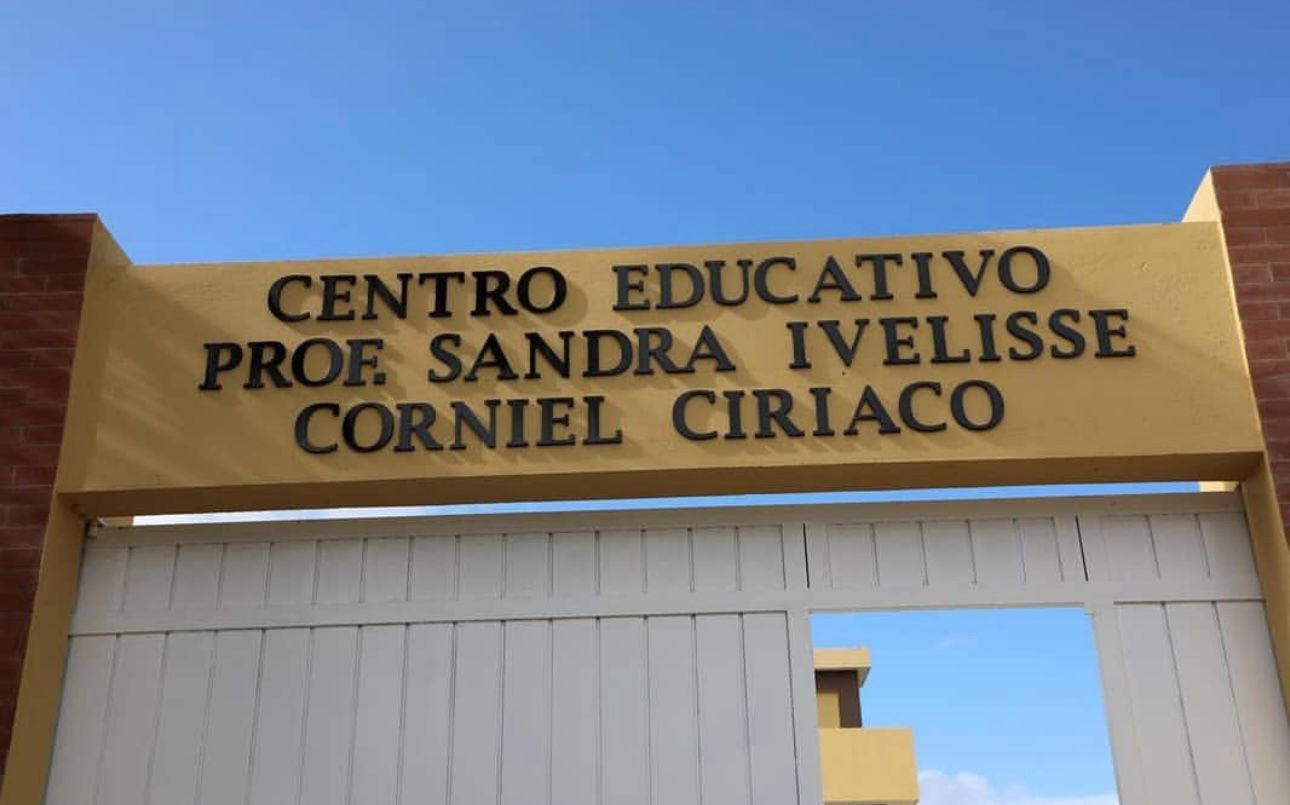 CENTRO EDUCATIVO
PROF. SANDRA IVELISSE
CORNIEL CIRIACO